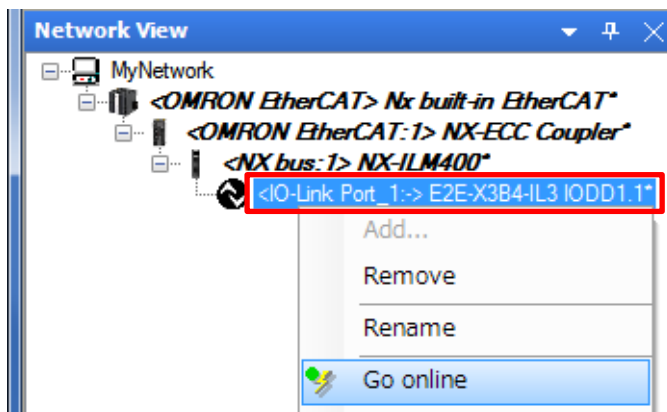 Network View
MyNetwork
<OMRON EtherCAT> Nx built-in EtherCAT*
<OMRON EtherCAT:1> NX-ECC Coupler*
<NX bus:1> NX-ILM400*
<IO-Link Port_1:-> E2E-X3B4-IL3 IODD1.1*
Add...
Remove
Rename
Go online